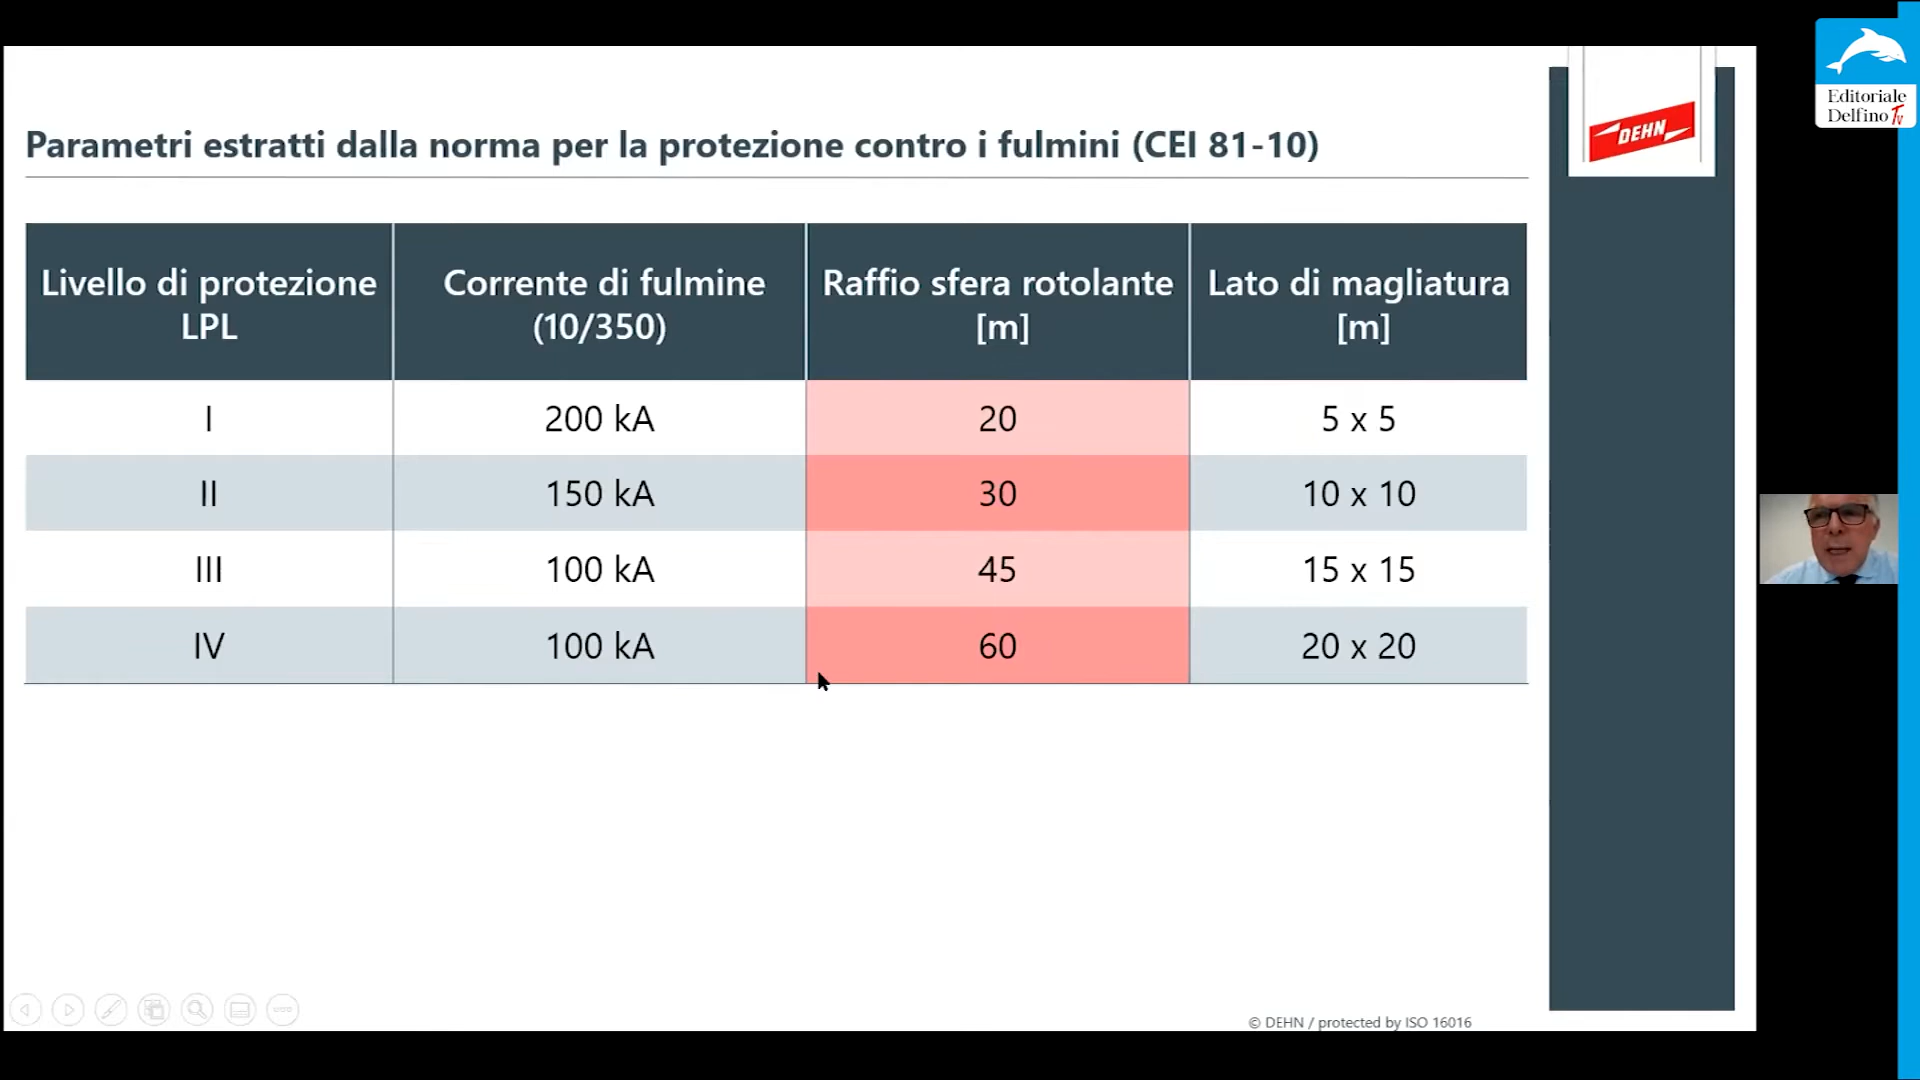 Parametri estratti dalla norma per la protezione contro i fulmini (CEI 81-10)
DEHN
Editoriale
Delfino Tv
Livello di protezione
LPL
Corrente di fulmine
(10/350)
Raffio sfera rotolante
[m]
Lato di magliatura
[m]
I
200 kA
20
5 x 5
II
150 kA
30
10 x 10
III
100 kA
45
15 x 15
IV
100 kA
60
20 x 20
© DEHN / protected by ISO 16016